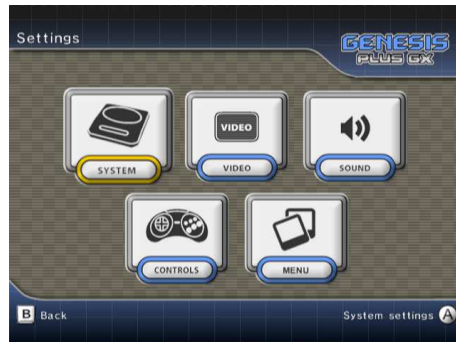 Settings
GENESIS
PLUS GX
VIDEO
SYSTEM
VIDEO
SOUND
CONTROLS
MENU
B Back
System settings A